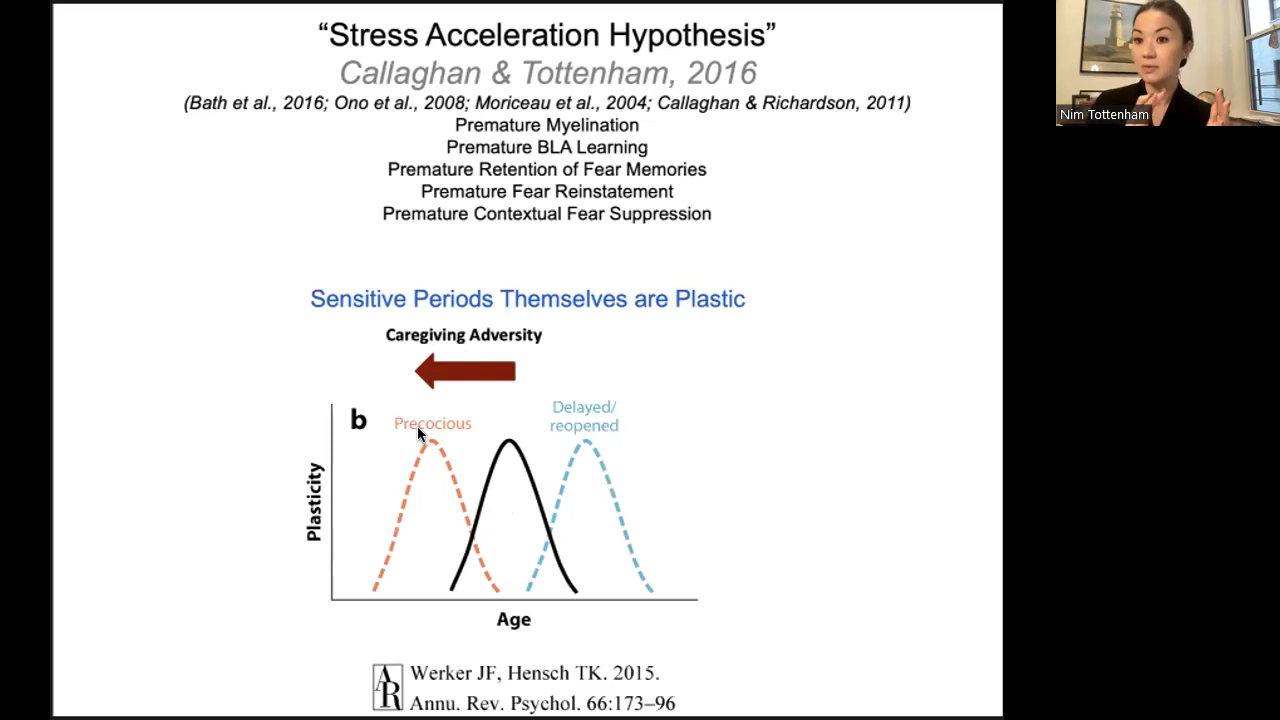 “Stress Acceleration Hypothesis”
Callaghan & Tottenham, 2016
(Bath et al., 2016; Ono et al., 2008; Moriceau et al., 2004; Callaghan & Richardson, 2011)
Premature Myelination
Premature BLA Learning
Premature Retention of Fear Memories
Premature Fear Reinstatement
Premature Contextual Fear Suppression
Nim Tottenham
Sensitive Periods Themselves are Plastic
Caregiving Adversity
b
Precocious
Delayed/
reopened
Plasticity
Age
AR
Werker JF, Hensch TK. 2015.
Annu. Rev. Psychol. 66:173–96